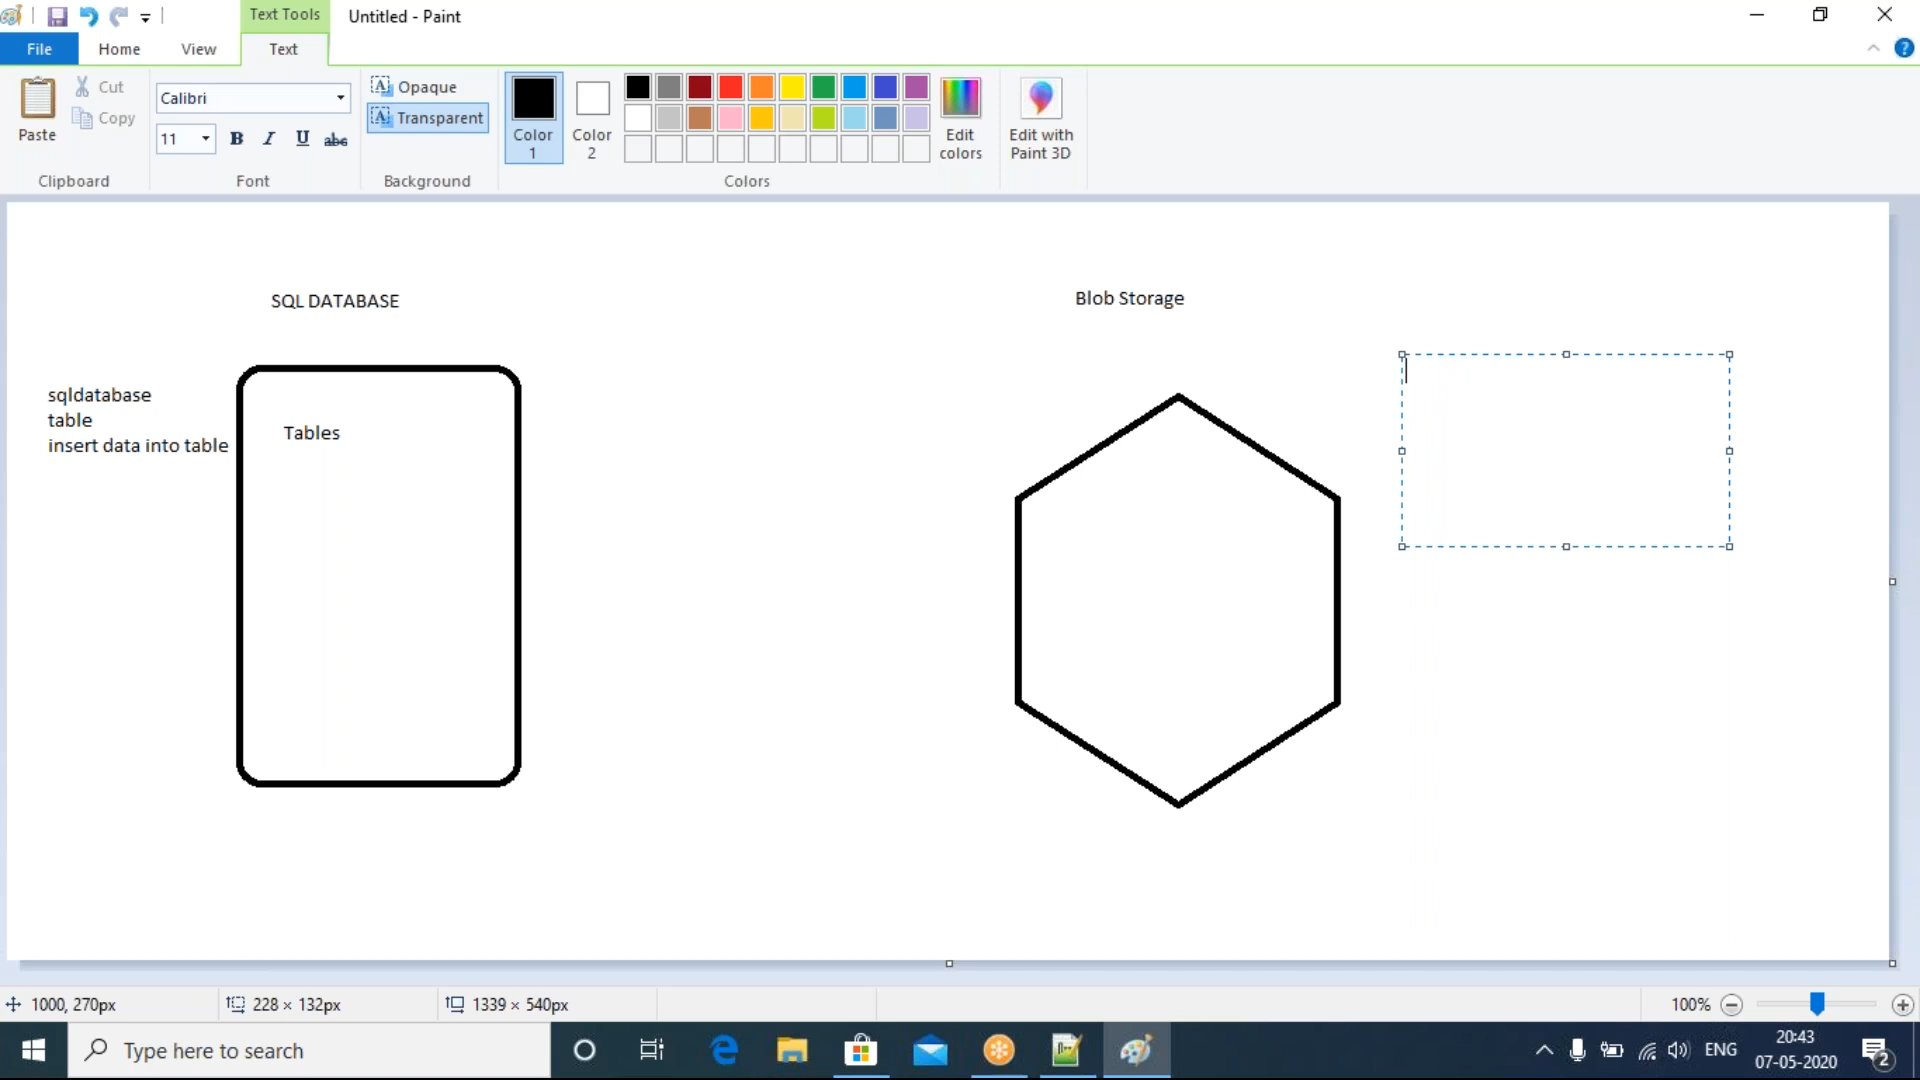 Text Tools
Untitled - Paint
File
Home
View
Text
Paste
Cut
Copy
Clipboard
Calibri
11
B I U abc
Font
Opaque
Transparent
Background
Color
1
Color
2
Colors
Edit
colors
Edit with
Paint 3D
SQL DATABASE
Blob Storage
sqldatabase
table
insert data into table
Tables
1000, 270px
228 × 132px
1339 × 540px
100%
Type here to search
ENG
20:43
07-05-2020
2